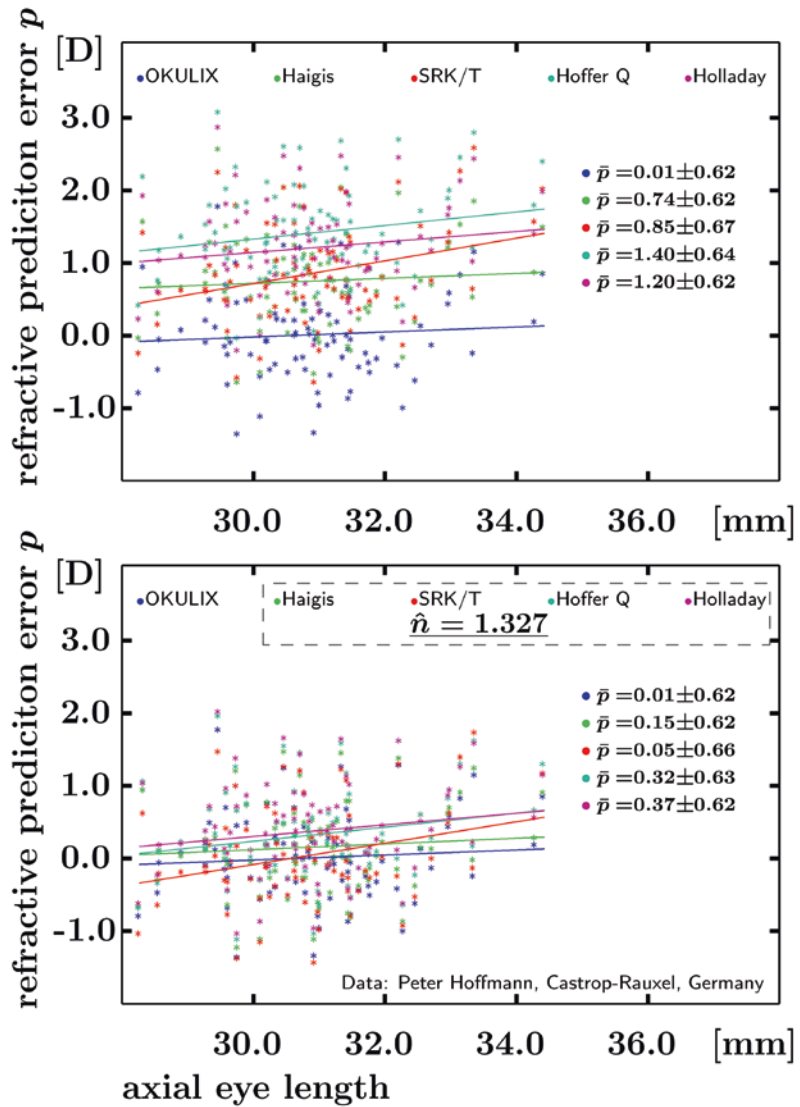 [D]
OKULIX Haigis SRK/T Hoffer Q Holladay
3.0
p̄ =0.01±0.62
p̄ =0.74±0.62
2.0
p̄ =0.85±0.67
p̄ =1.40±0.64
p̄ =1.20±0.62
1.0
0.0
-1.0
refractive prediciton error p
30.0 32.0 34.0 36.0 [mm]
[D]
OKULIX Haigis SRK/T Hoffer Q Holladay
n̂ = 1.327
3.0
p̄ =0.01±0.62
2.0
p̄ =0.15±0.62
p̄ =0.05±0.66
p̄ =0.32±0.63
1.0
p̄ =0.37±0.62
0.0
-1.0
refractive prediciton error p
Data: Peter Hoffmann, Castrop-Rauxel, Germany
30.0 32.0 34.0 36.0 [mm]
axial eye length